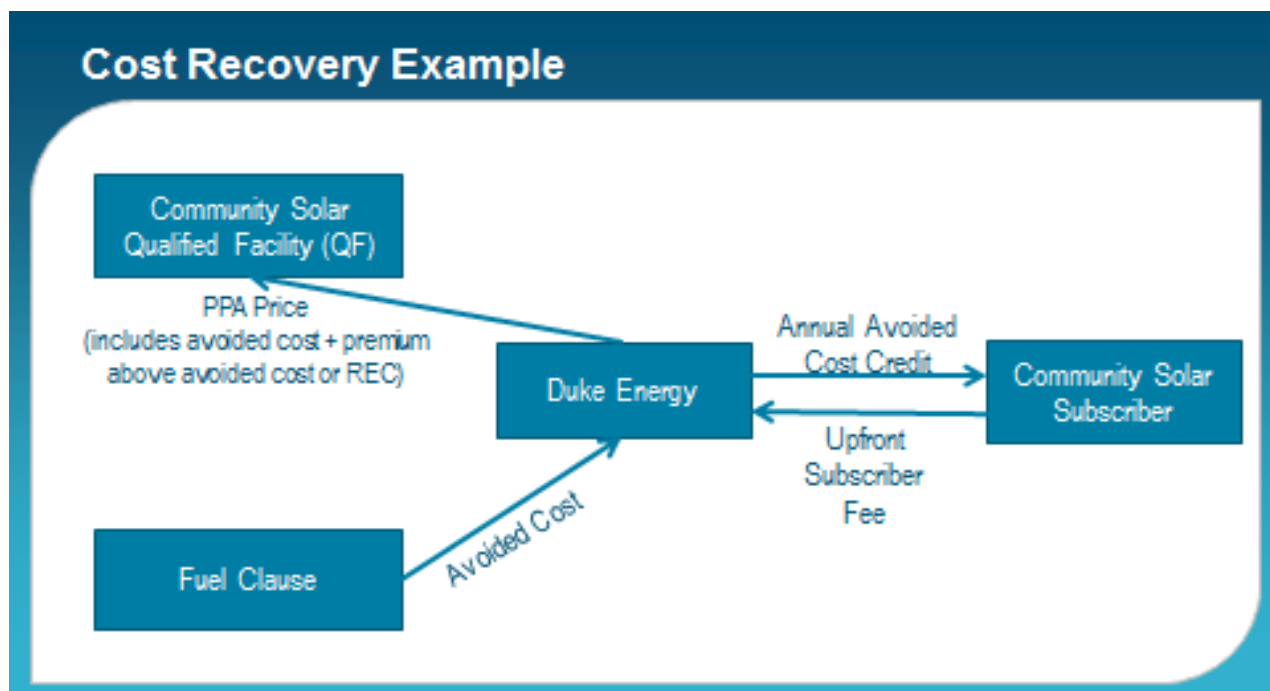 Cost Recovery Example
Community Solar
Qualified Facility (QF)
PPA Price
(includes avoided cost + premium
above avoided cost or REC)
Duke Energy
Annual Avoided
Cost Credit
Community Solar
Subscriber
Upfront
Subscriber
Fee
Avoided Cost
Fuel Clause